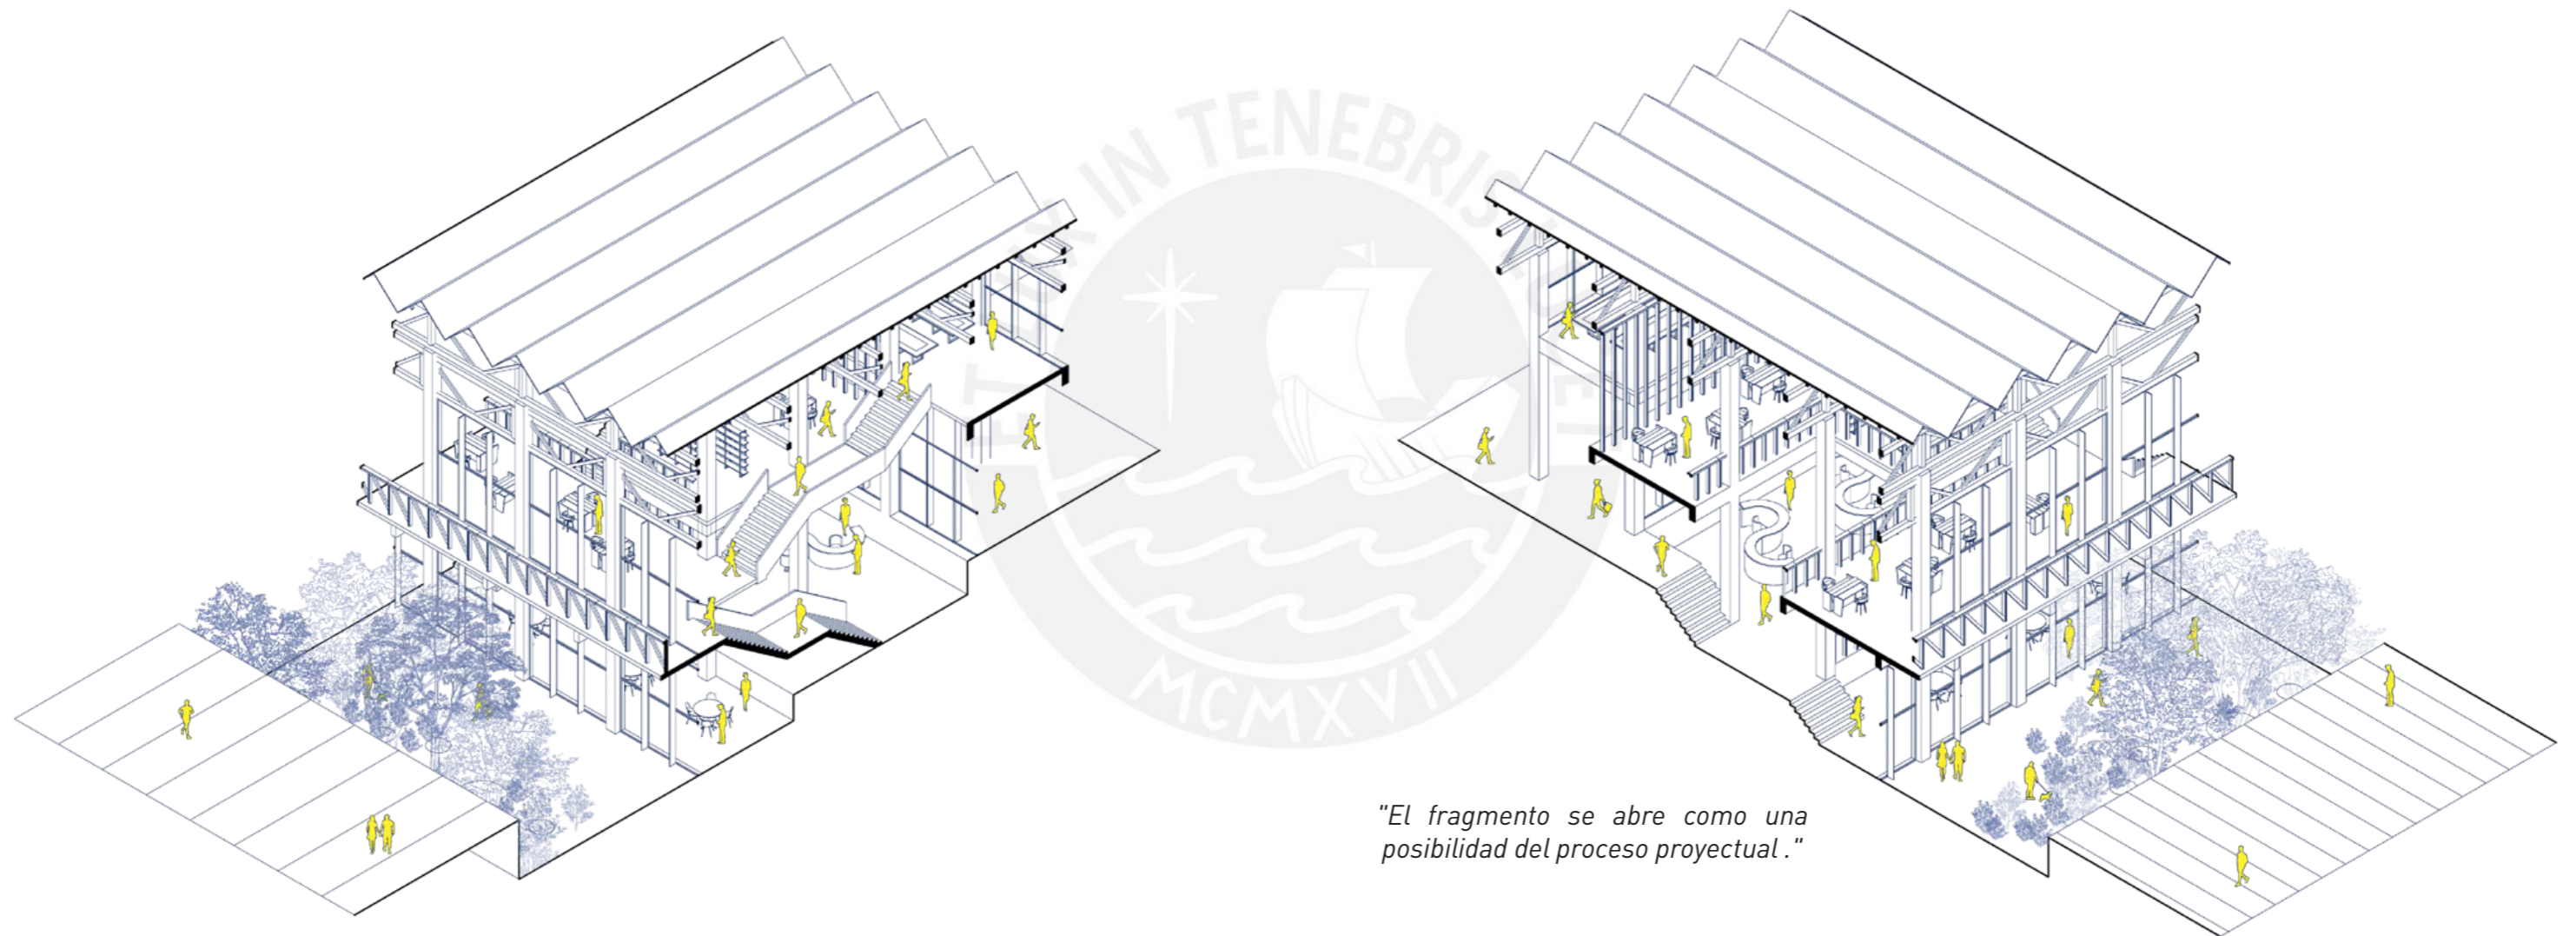 ET LUX IN TENEBRIS LUCET
MCMXVII
"El fragmento se abre como una
posibilidad del proceso proyectual ."